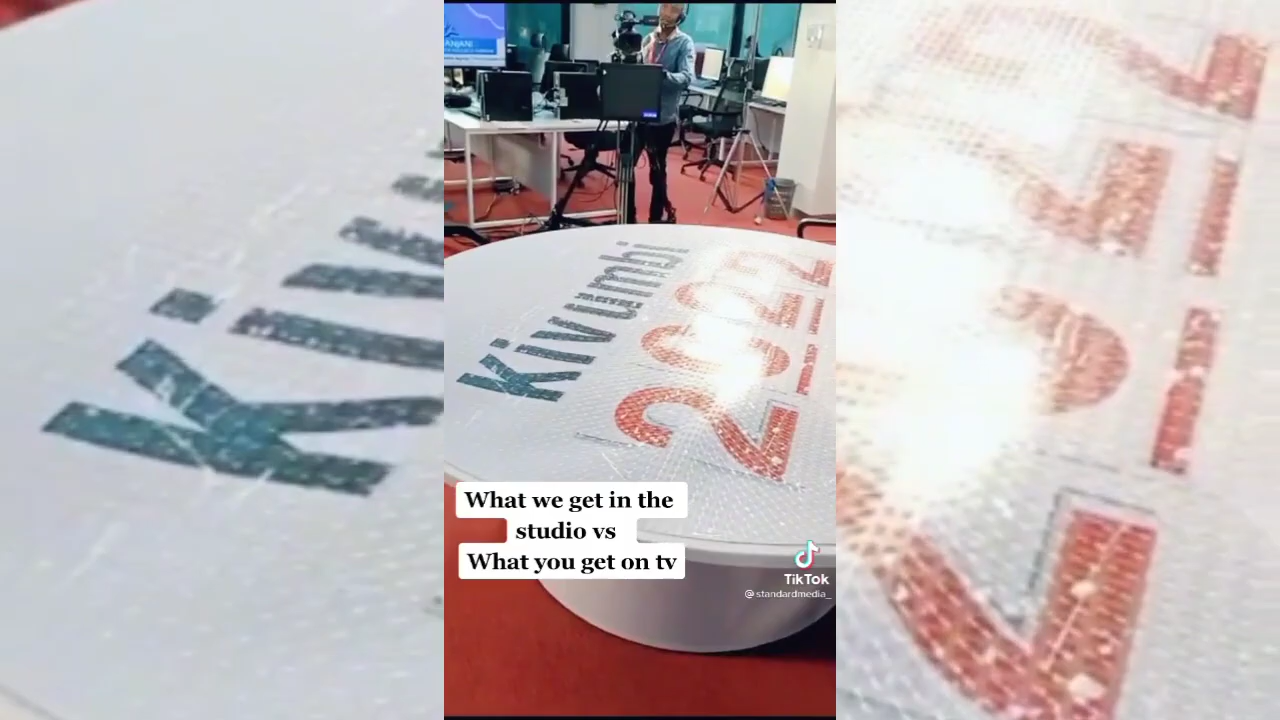 Kivumbi
2022
What we get in the
studio vs
What you get on tv
TikTok
@standardmedia_